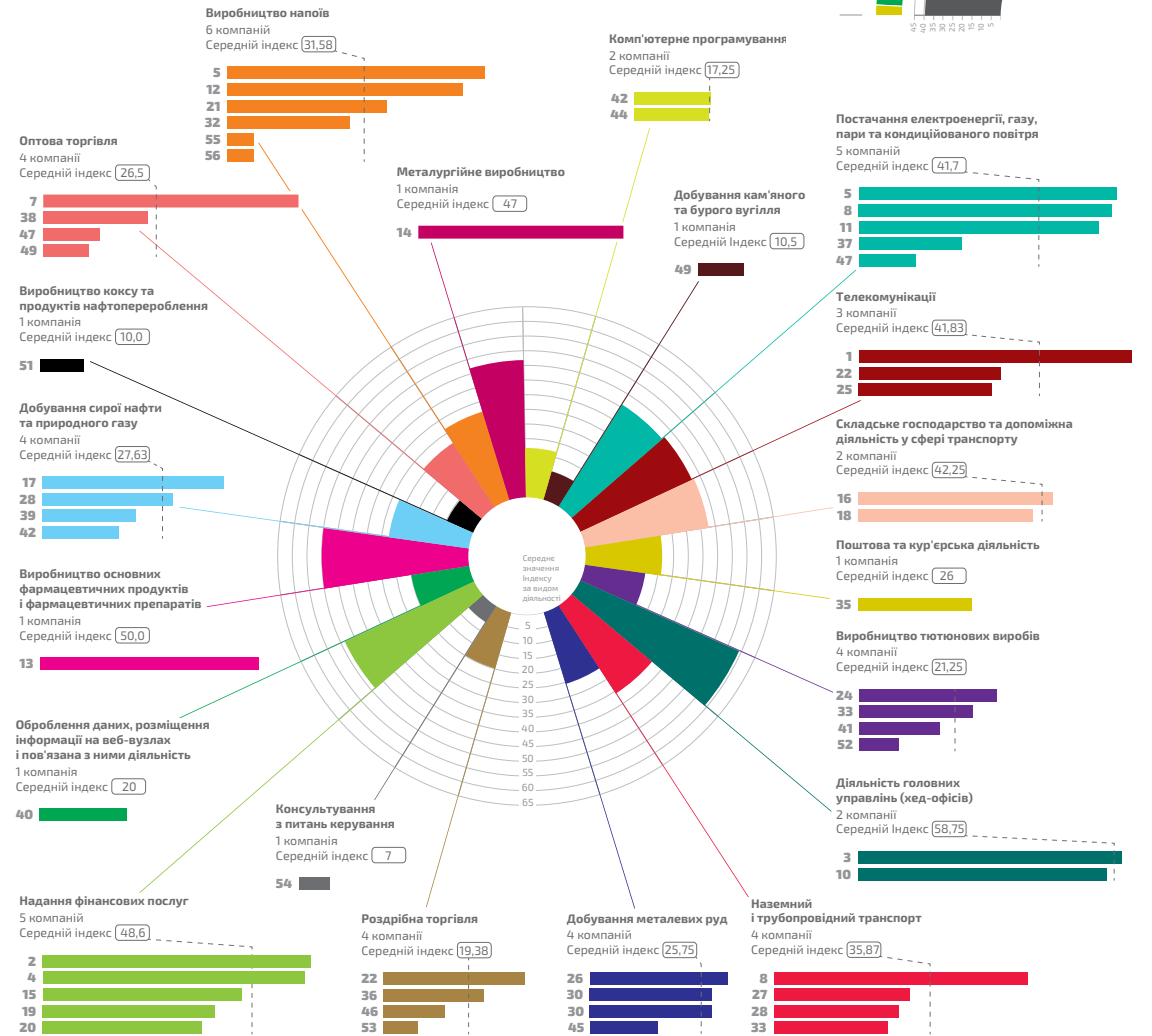 Виробництво напоїв
6 компаній
Середній індекс 31,58
5
12
21
32
55
56
Комп'ютерне програмування
2 компанії
Середній індекс 17,25
42
44
45
40
35
30
25
20
15
10
5
Оптова торгівля
4 компанії
Середній індекс 26,5
7
38
47
49
Металургійне виробництво
1 компанія
Середній індекс 47
14
Добування кам'яного
та бурого вугілля
1 компанія
Середній Індекс 10,5
49
Постачання електроенергії, газу,
пари та кондиційованого повітря
5 компаній
Середній індекс 41,7
5
8
11
37
47
Виробництво коксу та
продуктів нафтоперероблення
1 компанія
Середній індекс 10,0
51
Телекомунікації
3 компанії
Середній індекс 41,83
1
22
25
Добування сирої нафти
та природного газу
4 компанії
Середній індекс 27,63
17
28
39
42
Складське господарство та допоміжна
діяльність у сфері транспорту
2 компанії
Середній індекс 42,25
16
18
Виробництво основних
фармацевтичних продуктів
і фармацевтичних препаратів
1 компанія
Середній індекс 50,0
13
Середнє
значення
Індексу
за видом
діяльності
5
10
15
20
25
30
35
40
45
50
55
60
65
Поштова та кур'єрська діяльність
1 компанія
Середній індекс 26
35
Виробництво тютюнових виробів
4 компанії
Середній індекс 21,25
24
33
41
52
Оброблення даних, розміщення
інформації на веб-вузлах
і пов'язана з ними діяльність
1 компанія
Середній індекс 20
40
Консультування
з питань керування
1 компанія
Середній індекс 7
54
Діяльність головних
управлінь (хед-офісів)
2 компанії
Середній Індекс 58,75
3
10
Надання фінансових послуг
5 компаній
Середній індекс 48,6
2
4
15
19
20
Роздрібна торгівля
4 компанії
Середній індекс 19,38
22
36
46
53
Добування металевих руд
4 компаній
Середній індекс 25,75
26
30
30
45
Наземний
і трубопровідний транспорт
4 компанії
Середній індекс 35,87
8
27
28
33